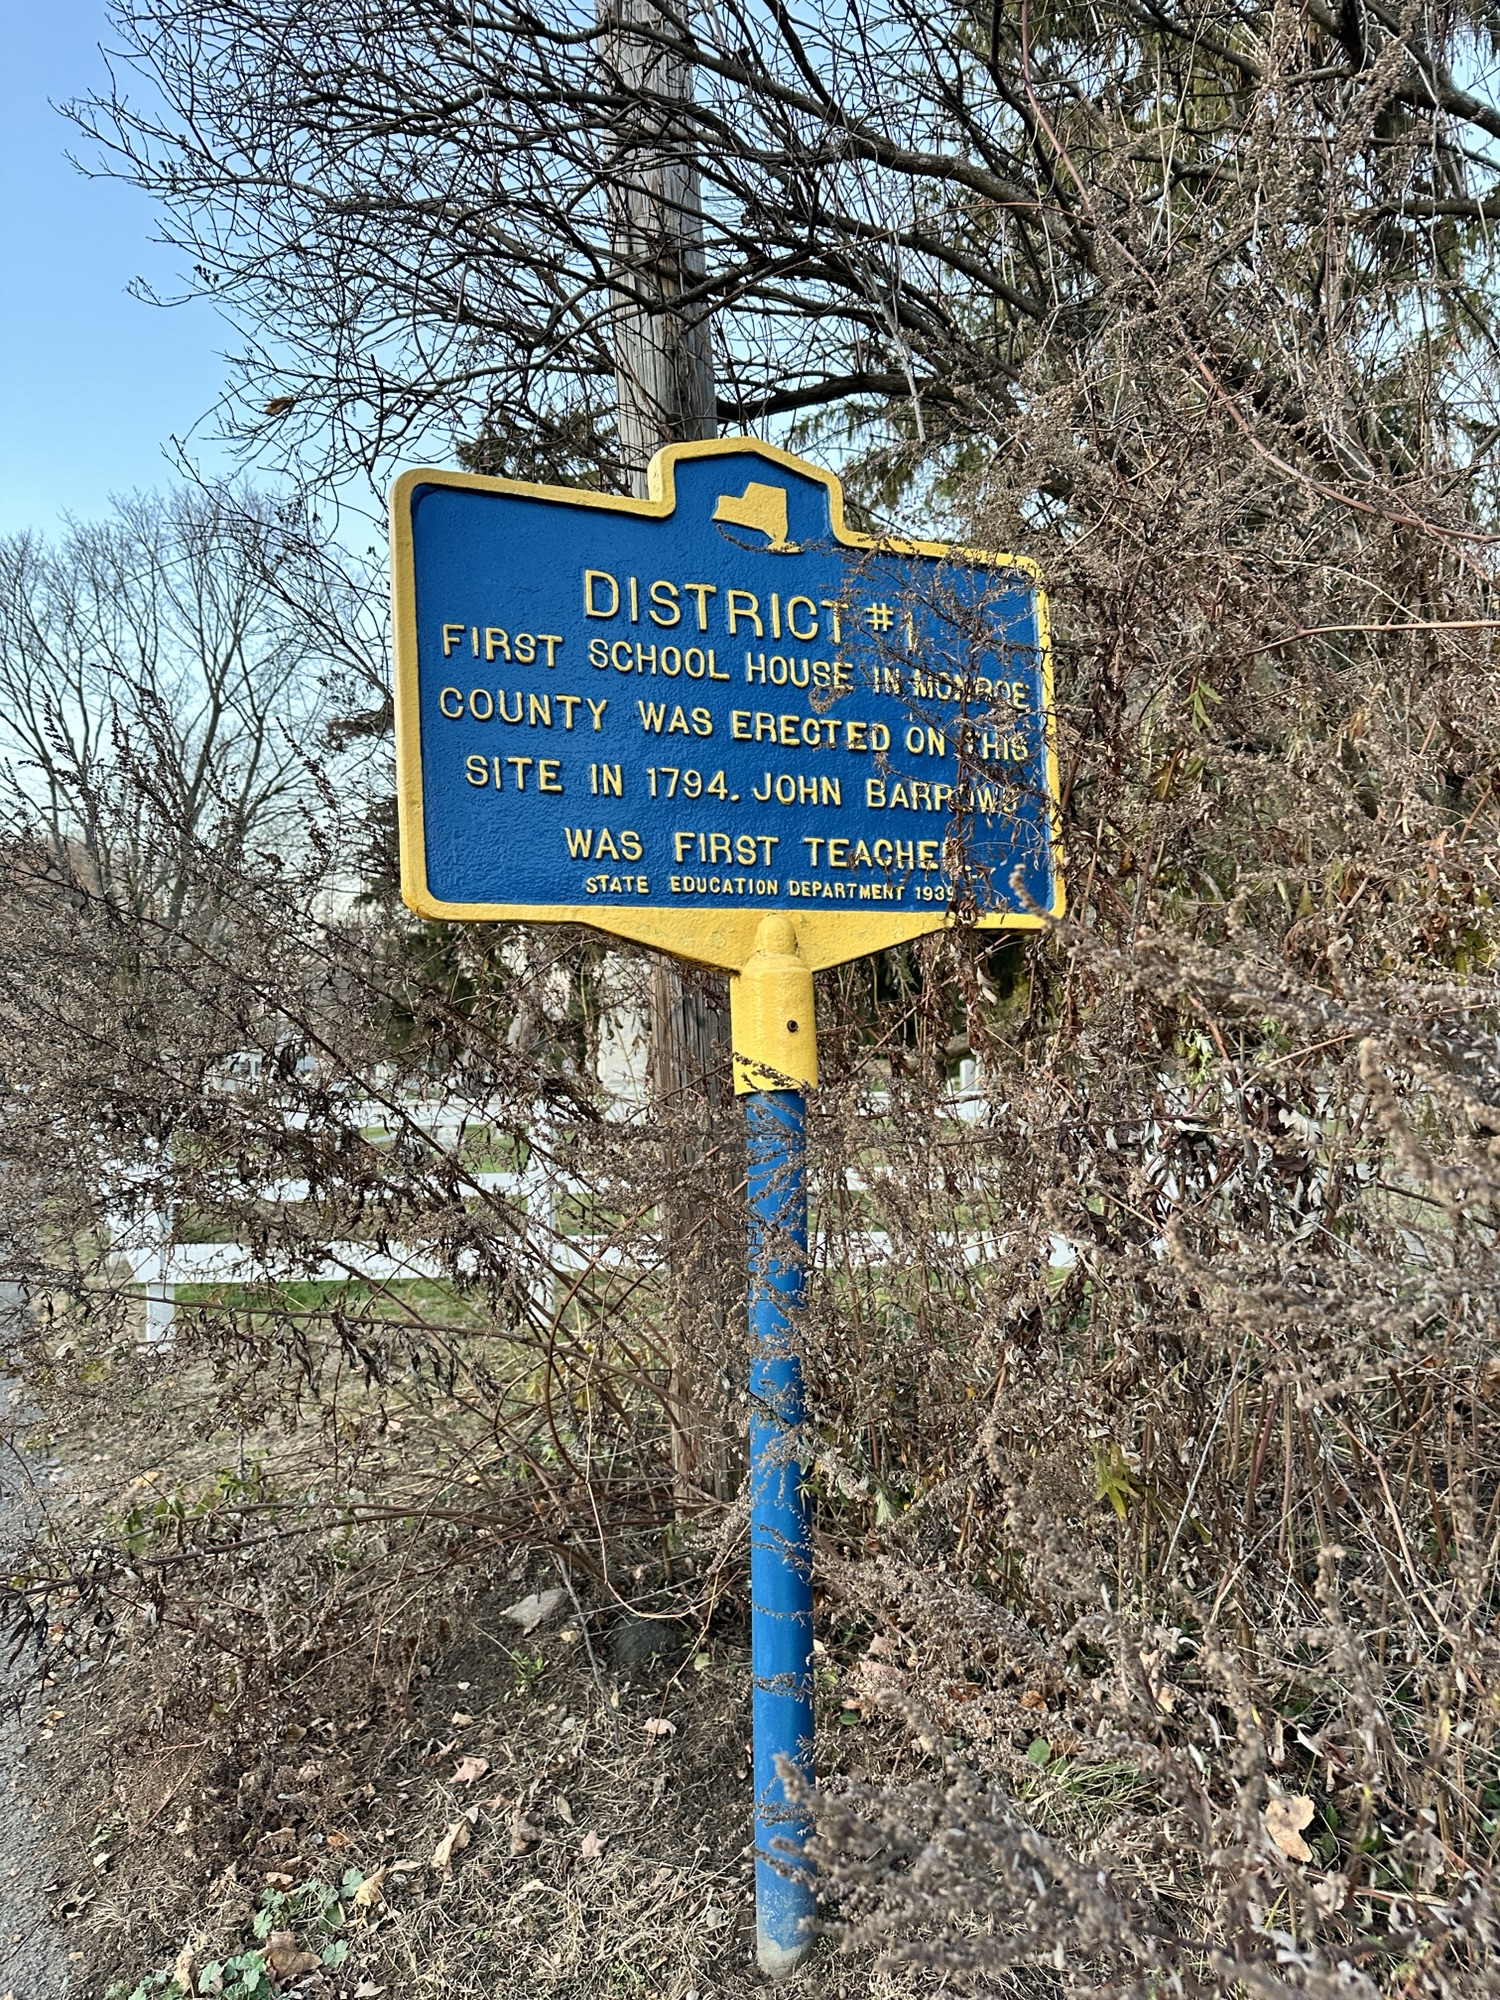 DISTRICT #1
FIRST SCHOOL HOUSE IN MONROE
COUNTY WAS ERECTED ON THIS
SITE IN 1794. JOHN BARROWS
WAS FIRST TEACHER.
STATE EDUCATION DEPARTMENT 1939